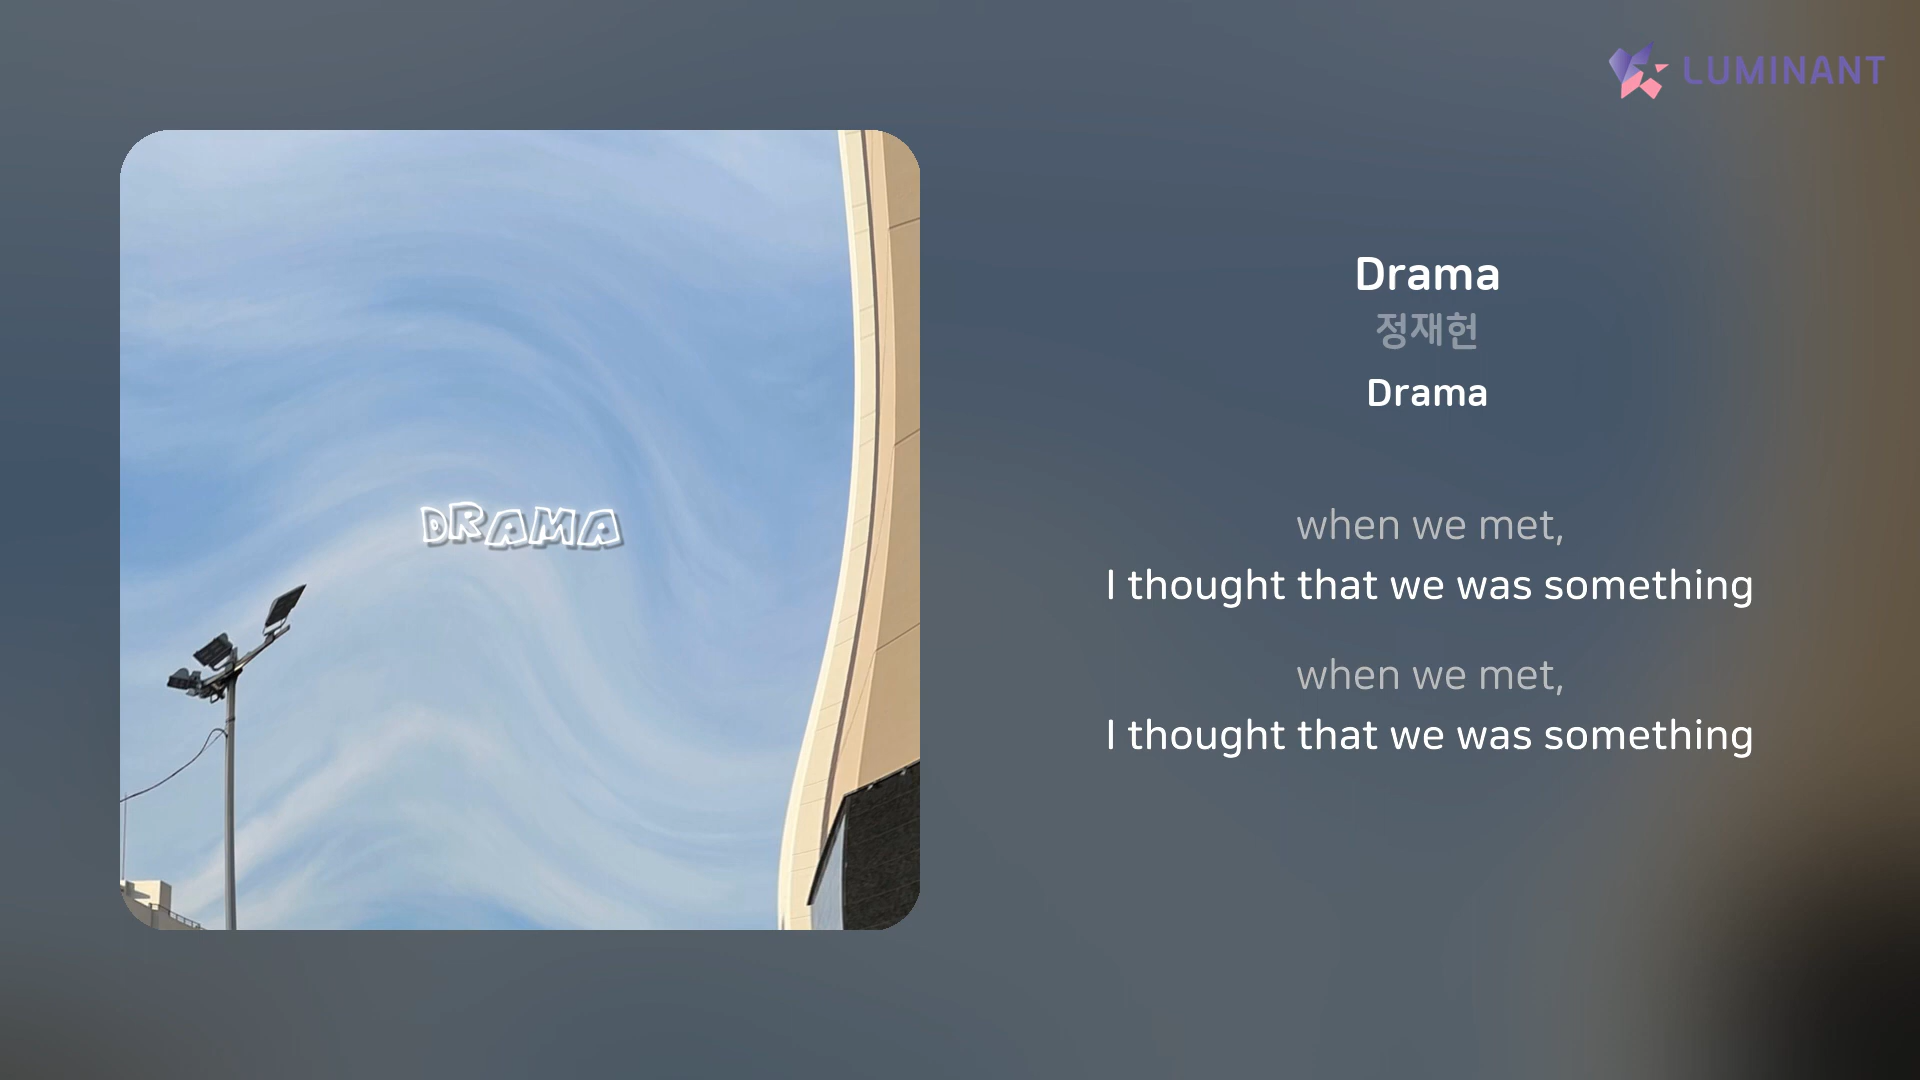 LUMINANT
DRAMA
Drama
정재헌
Drama
when we met,
I thought that we was something
when we met,
I thought that we was something